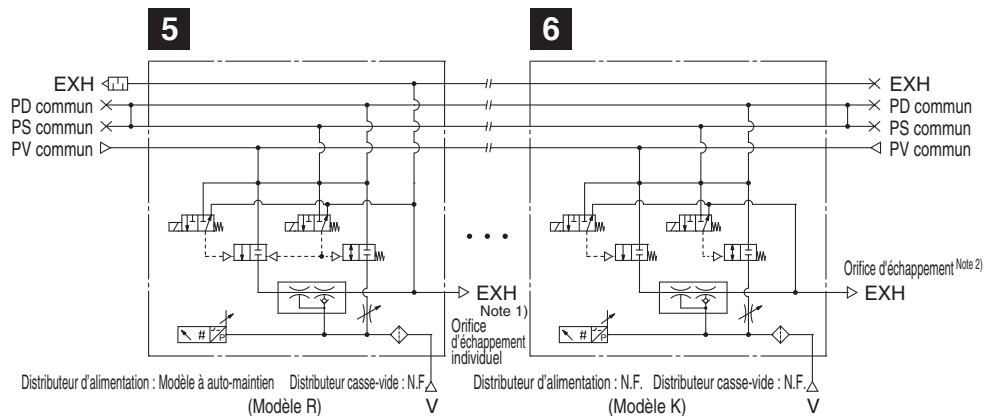 5
6
EXH
PD commun
PS commun
PV commun
EXH
PD commun
PS commun
PV commun
• • •
EXH
Note 1)
Orifice
d'échappement
individuel
Orifice d'échappement Note 2)
EXH
# P
# P
Distributeur d'alimentation : Modèle à auto-maintien Distributeur casse-vide : N.F.
(Modèle R)
V
Distributeur d'alimentation : N.F. Distributeur casse-vide : N.F.
(Modèle K)
V